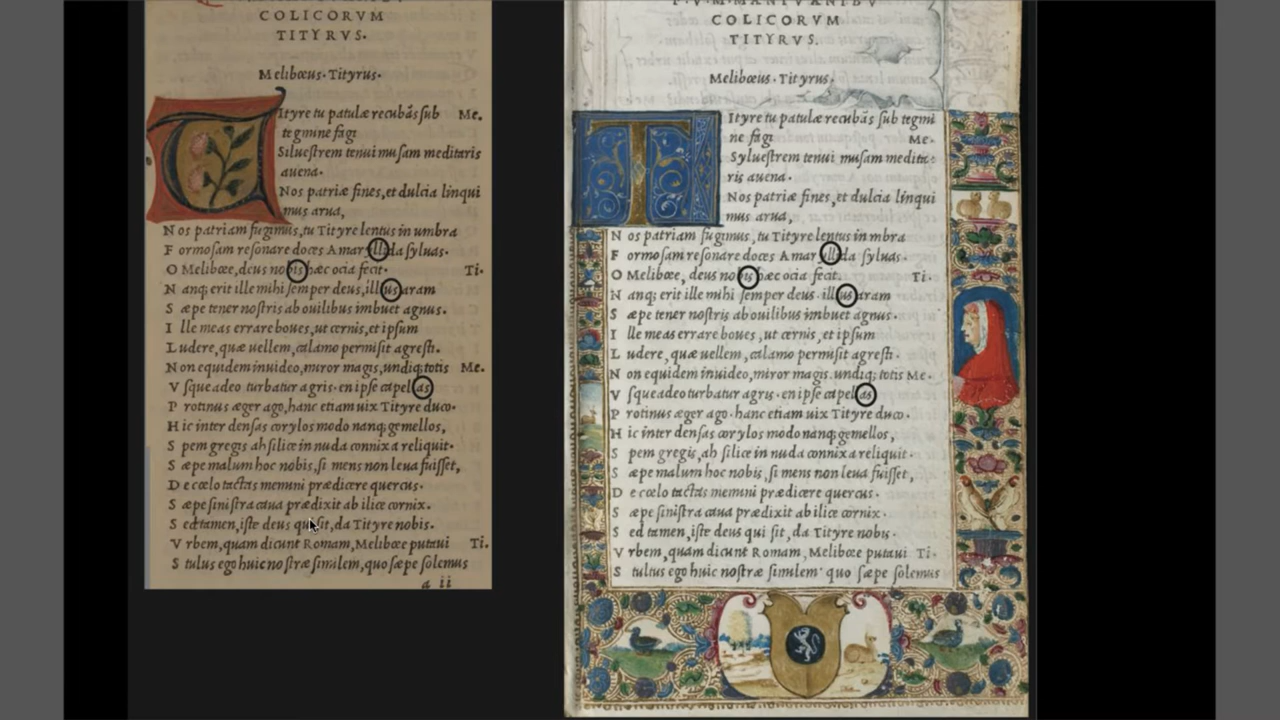 COLICORVM
TITYRVS.
Melibœus. Tityrus.
Ityre tu patulæ recubãs sub Me.
tegmine fagi
Siluestrem tenui musam meditaris
auena.
Nos patriæ fines, et dulcia linqui
mus arua,
N os patriam fugimus, tu Tityre lentus in umbra
F ormosam resonare doces Amaryllida syluas.
O Melibœe, deus nobis hæc ocia fecit. Ti.
N anq; erit ille mihi semper deus, illius aram
S æpe tener nostris ab ouilibus imbuet agnus.
I lle meas errare boues, ut cernis, et ipsum
L udere, quæ uellem, calamo permisit agresti.
N on equidem inuideo, miror magis, undiq; totis Me.
V sque adeo turbatur agris. en ipse capellas
P rotinus æger ago, hanc etiam uix Tityre duco.
H ic inter densas corylos modo nanq; gemellos,
S pem gregis ah silice in nuda connixa reliquit.
S æpe malum hoc nobis, si mens non leua fuisset,
D e cœlo tactas memini prædicere quercus.
S æpe sinistra caua prædixit ab ilice cornix.
S ed tamen, iste deus qui sit, da Tityre nobis.
V rbem, quam dicunt Romam, Melibœe putaui Ti.
S tultus ego huic nostræ similem, quo sæpe solemus
a ii
P. V. M. MANTVANI BV
COLICORVM
TITYRVS.
Melibœus. Tityrus.
Ityre tu patulæ recubãs sub tegmi
ne fagi Me.
Syluestrem tenui musam medita-
ris auena.
Nos patriæ fines, et dulcia linqui
mus arua,
N os patriam fugimus, tu Tityre lentus in mbra
F ormosam resonare doces Amaryllida syluas.
O Melibœe, deus nobis hæc ocia fecit. Ti.
N anq; erit ille mihi semper deus. illius aram
S æpe tener nostris ab ouilibus imbuet agnus.
I lle meas errare boues, ut cernis, et ipsum
L udere, quæ uellem, calamo permisit agresti.
N on equidem inuideo, miror magis. undiq; totis Me.
V sque adeo turbatur agris. en ipse capellas
P rotinus æger ago. hanc etiam uix Tityre duco.
H ic inter densas corylos modo nanq; gemellos,
S pem gregis, ah silice in nuda connixa reliquit.
S æpe malum hoc nobis, si mens non leua fuisset,
D e cœlo tactas memini prædicere quercus.
S æpe sinistra caua prædixit ab ilice cornix.
S ed tamen, iste deus qui sit, da Tityre nobis.
V rbem, quam dicunt Romam, Melibœe putaui Ti.
S tultus ego huic nostræ similem. quo sæpe solemus